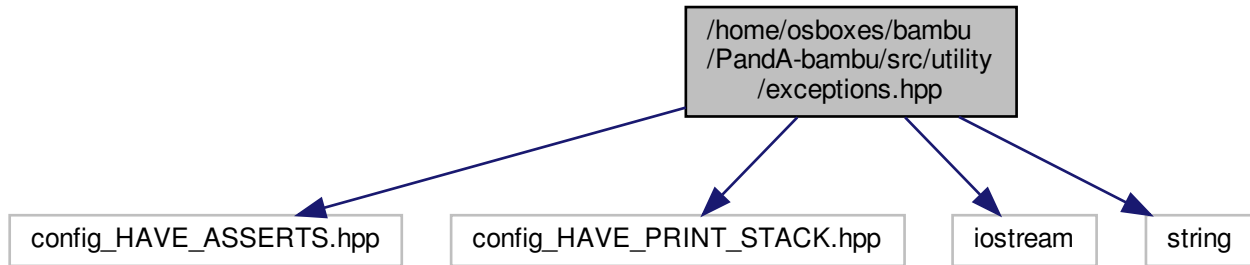 /home/osboxes/bambu
/PandA-bambu/src/utility
/exceptions.hpp
config_HAVE_ASSERTS.hpp
config_HAVE_PRINT_STACK.hpp
iostream
string